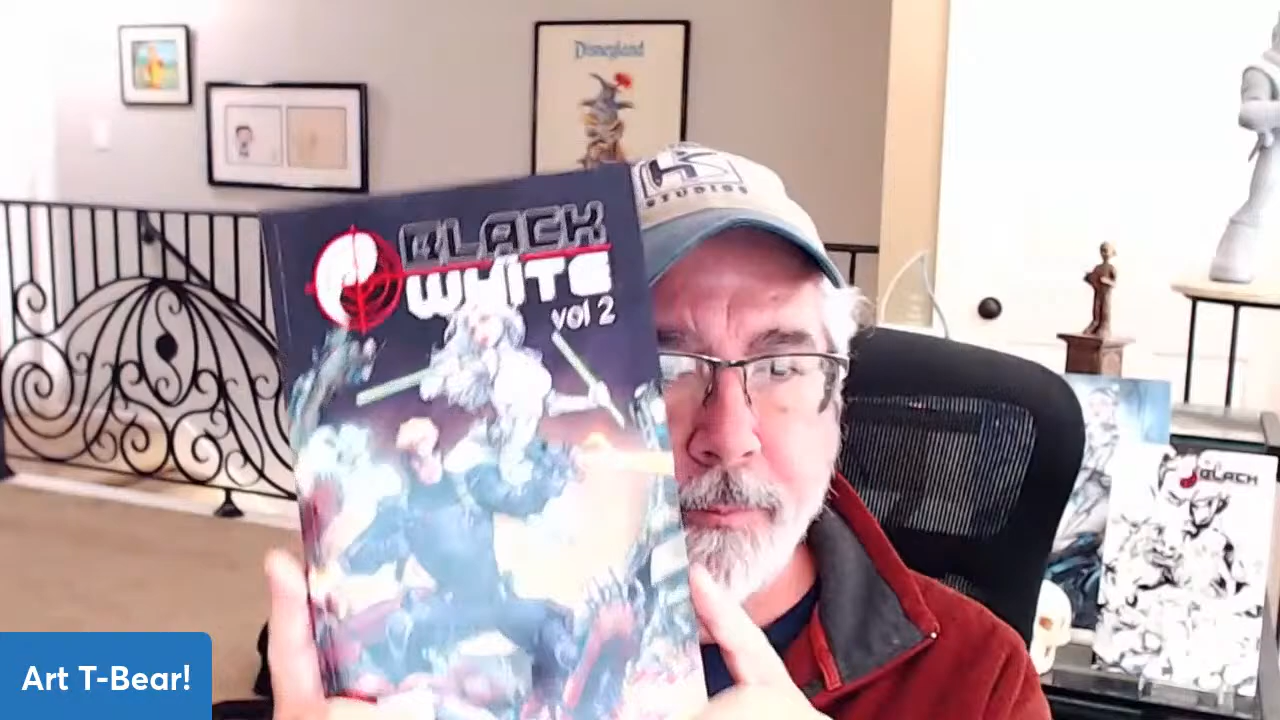 Disneyland
STUDIOS
BLACK
WHITE
vol 2
BLACK
Art T-Bear!